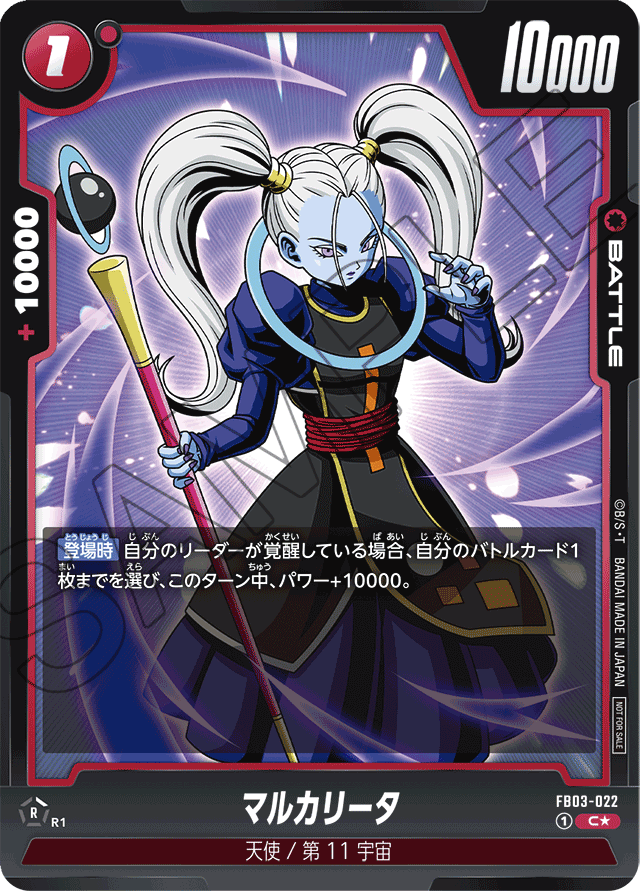 1
10000
+ 10000
BATTLE
SAMPLE
登場時 自分のリーダーが覚醒している場合、自分のバトルカード1
枚までを選び、このターン中、パワー+10000。
©B/S・T BANDAI MADE IN JAPAN
NOT FOR SALE
R R1
マルカリータ
FB03-022
1 C★
天使 / 第 11 宇宙